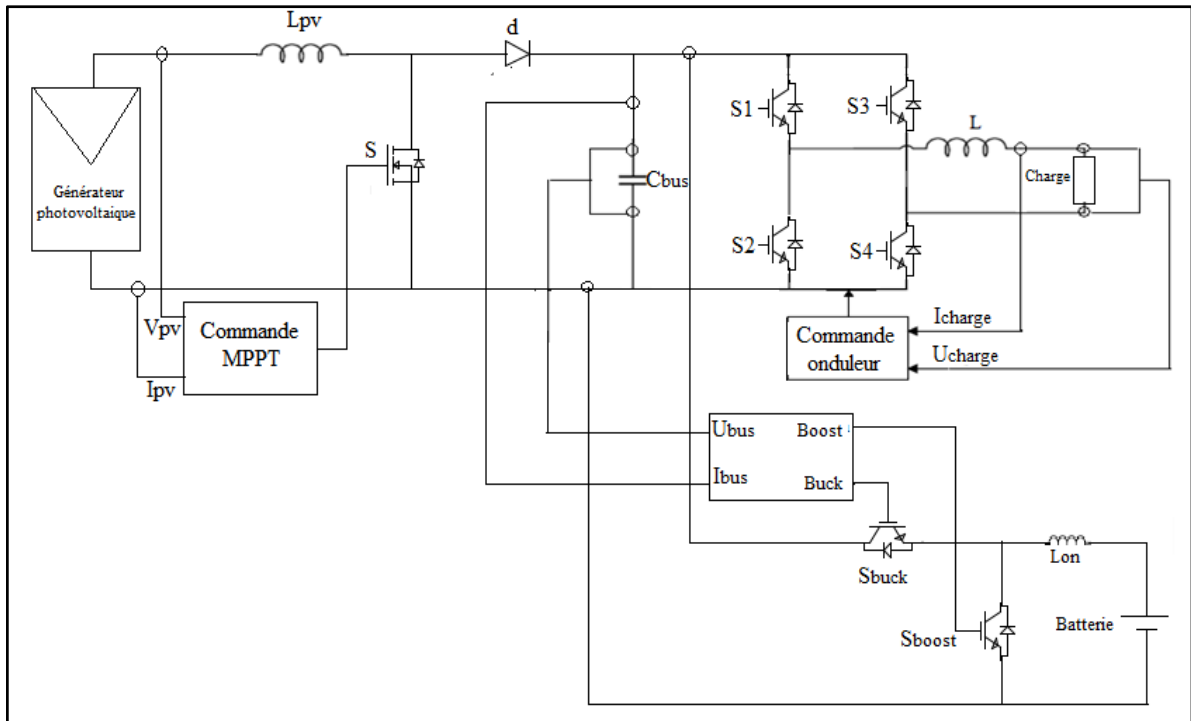 Lpv
d
S1
S3
L
S
Cbus
Charge
Générateur
photovoltaique
S2
S4
Vpv
Commande
MPPT
Ipv
Commande
onduleur
Icharge
Ucharge
Ubus
Boost
Ibus
Buck
Sbuck
Lon
Sboost
Batterie